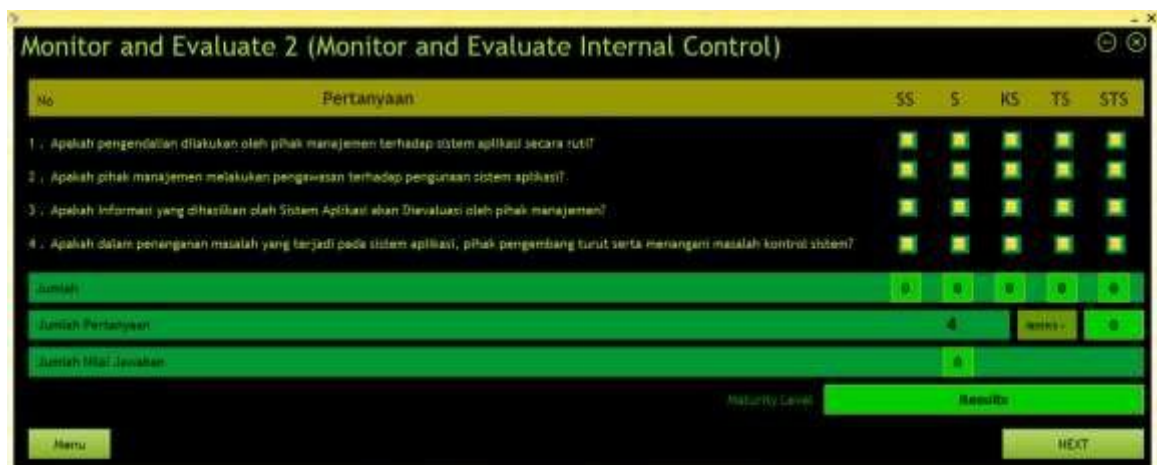 Monitor and Evaluate 2 (Monitor and Evaluate Internal Control)
No Pertanyaan SS S KS TS STS
1 . Apakah pengendalian dilakukan oleh pihak manajemen terhadap sistem aplikasi secara
2 . Apakah pihak manajemen melakukan pengawasan terhadap pengunaan sistem aplikasi?
3 . Apakah Informasi yang dihasilkan oleh Sistem Aplikasi akan Dievaluasi oleh pihak manajemen?
4 . Apakah dalam penanganan masalah yang terjadi pada sistem aplikasi, pihak pengembang turut serta menangani masalah kontrol sistem?
Jumlah 0 0 0 0 0
Jumlah Pertanyaan 4 0
Jumlah Nilai Jawaban 0
Maturity Level Results
Menu NEXT